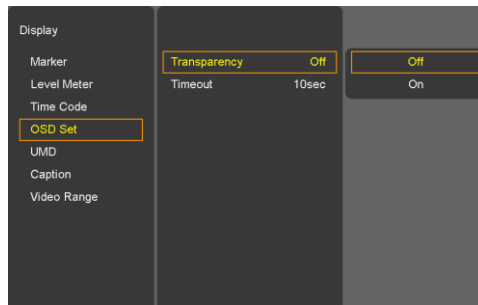 Display
Marker
Level Meter
Time Code
OSD Set
UMD
Caption
Video Range
Transparency Off
Timeout 10sec
Off
On